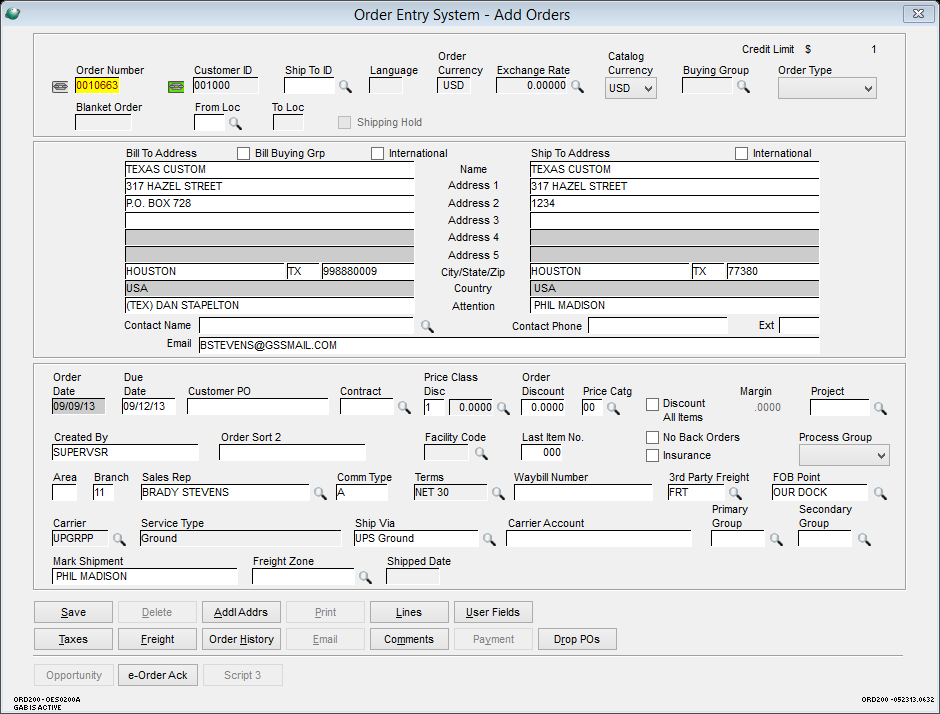 Order Entry System - Add Orders
Credit Limit $ 1
Order Number Customer ID Ship To ID Language Order Currency Exchange Rate Catalog Currency Buying Group Order Type
0010663 001000 USD 0.00000 USD
Blanket Order From Loc To Loc
Shipping Hold
Bill To Address Bill Buying Grp International Ship To Address International
TEXAS CUSTOM Name TEXAS CUSTOM
317 HAZEL STREET Address 1 317 HAZEL STREET
P.O. BOX 728 Address 2 1234
Address 3
Address 4
Address 5
HOUSTON TX 998880009 City/State/Zip HOUSTON TX 77380
USA Country USA
(TEX) DAN STAPELTON Attention PHIL MADISON
Contact Name Contact Phone Ext
Email BSTEVENS@GSSMAIL.COM
Order Date Due Date Customer PO Contract Price Class Disc Order Discount Price Catg Margin Project
09/09/13 09/12/13 1 0.0000 0.0000 00 Discount All Items .0000
Created By Order Sort 2 Facility Code Last Item No. No Back Orders Process Group
SUPERVSR 000 Insurance
Area Branch Sales Rep Comm Type Terms Waybill Number 3rd Party Freight FOB Point
11 BRADY STEVENS A NET 30 FRT OUR DOCK
Carrier Service Type Ship Via Carrier Account Primary Group Secondary Group
UPGRPP Ground UPS Ground
Mark Shipment Freight Zone Shipped Date
PHIL MADISON
Save Delete Addl Addrs Print Lines User Fields
Taxes Freight Order History Email Comments Payment Drop POs
Opportunity e-Order Ack Script 3
ORD200 - OES0200A ORD200 -052313.0632
GAB IS ACTIVE